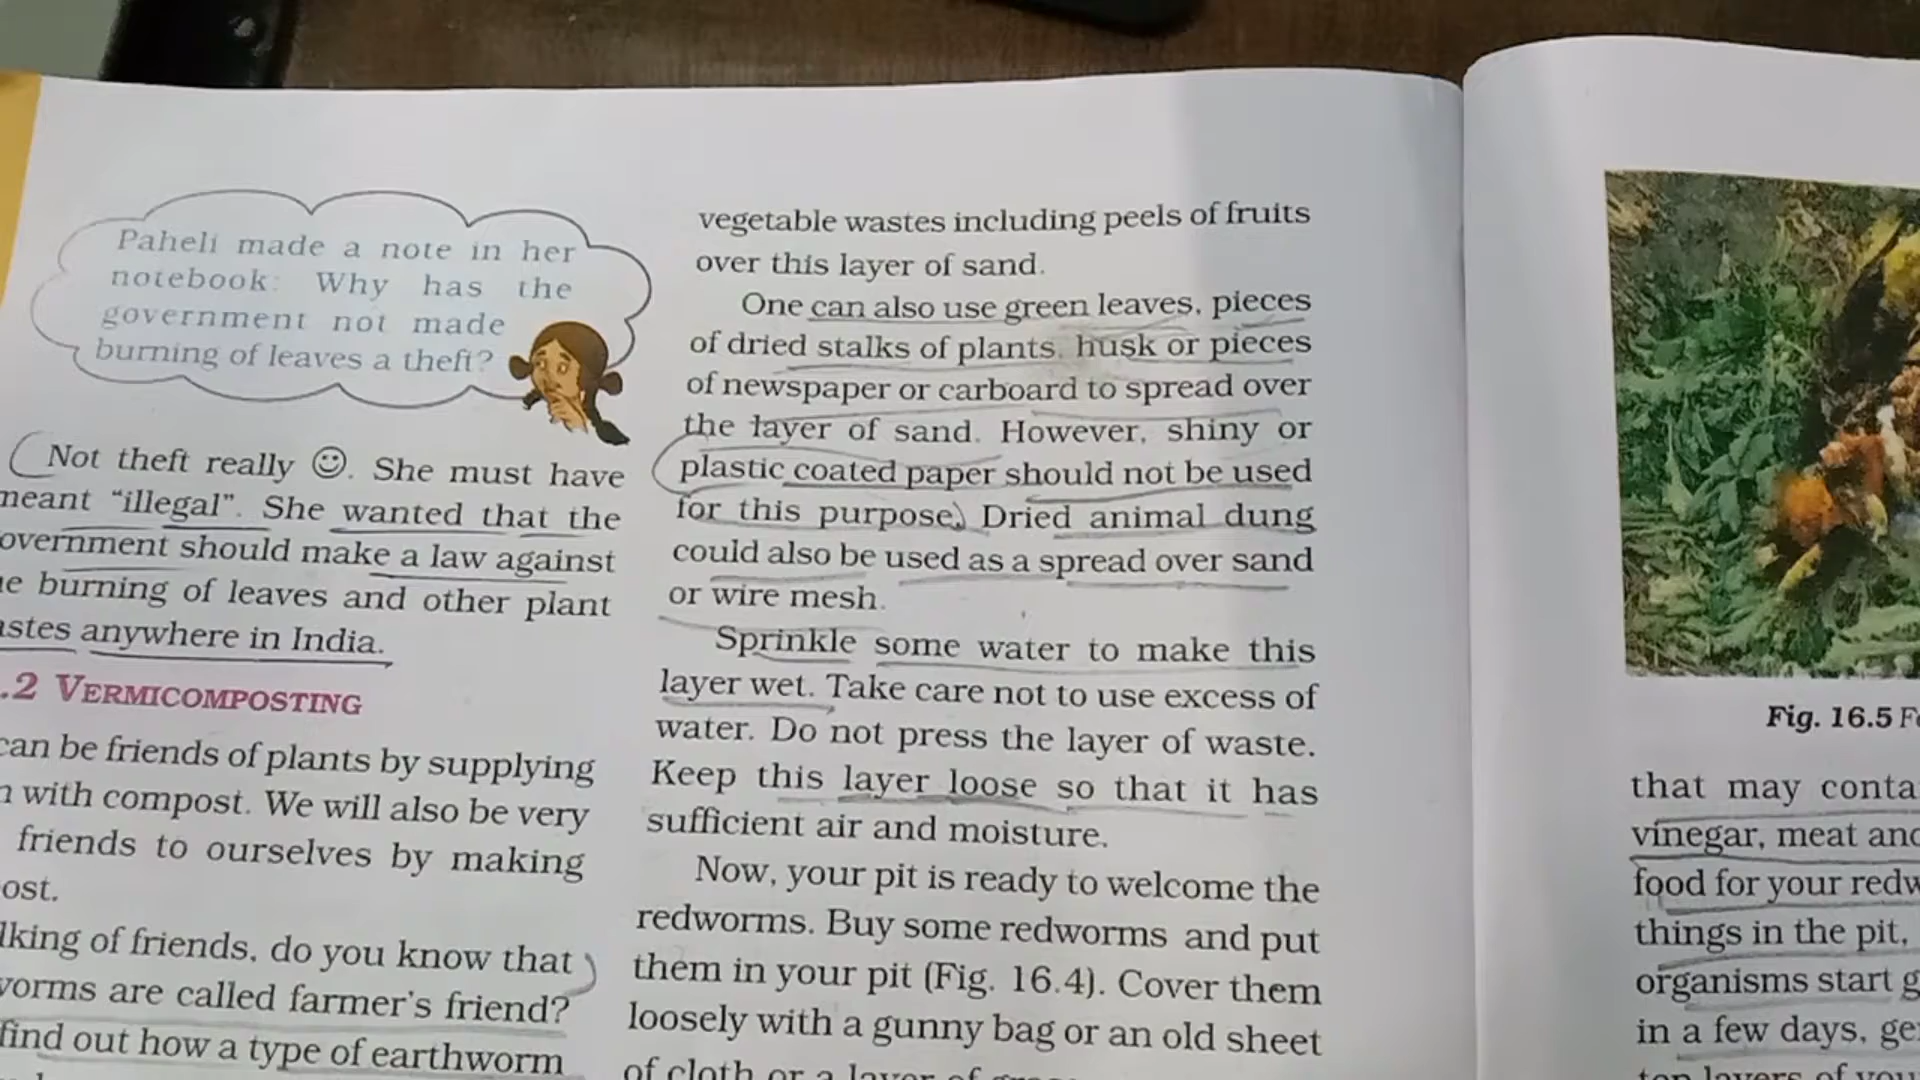 Paheli made a note in her
notebook: Why has the
government not made
burning of leaves a theft?
Not theft really ☺. She must have
meant “illegal”. She wanted that the
overnment should make a law against
e burning of leaves and other plant
astes anywhere in India.
.2 VERMICOMPOSTING
can be friends of plants by supplying
with compost. We will also be very
friends to ourselves by making
ost.
lking of friends, do you know that
worms are called farmer's friend?
find out how a type of earthworm
vegetable wastes including peels of fruits
over this layer of sand.
One can also use green leaves, pieces
of dried stalks of plants, husk or pieces
of newspaper or carboard to spread over
the layer of sand. However, shiny or
plastic coated paper should not be used
for this purpose. Dried animal dung
could also be used as a spread over sand
or wire mesh.
Sprinkle some water to make this
layer wet. Take care not to use excess of
water. Do not press the layer of waste.
Keep this layer loose so that it has
sufficient air and moisture.
Now, your pit is ready to welcome the
redworms. Buy some redworms and put
them in your pit (Fig. 16.4). Cover them
loosely with a gunny bag or an old sheet
of cloth or a layer of
Fig. 16.5 F
that may conta
vinegar, meat and
food for your redw
things in the pit,
organisms start g
in a few days, ge
top layers of you